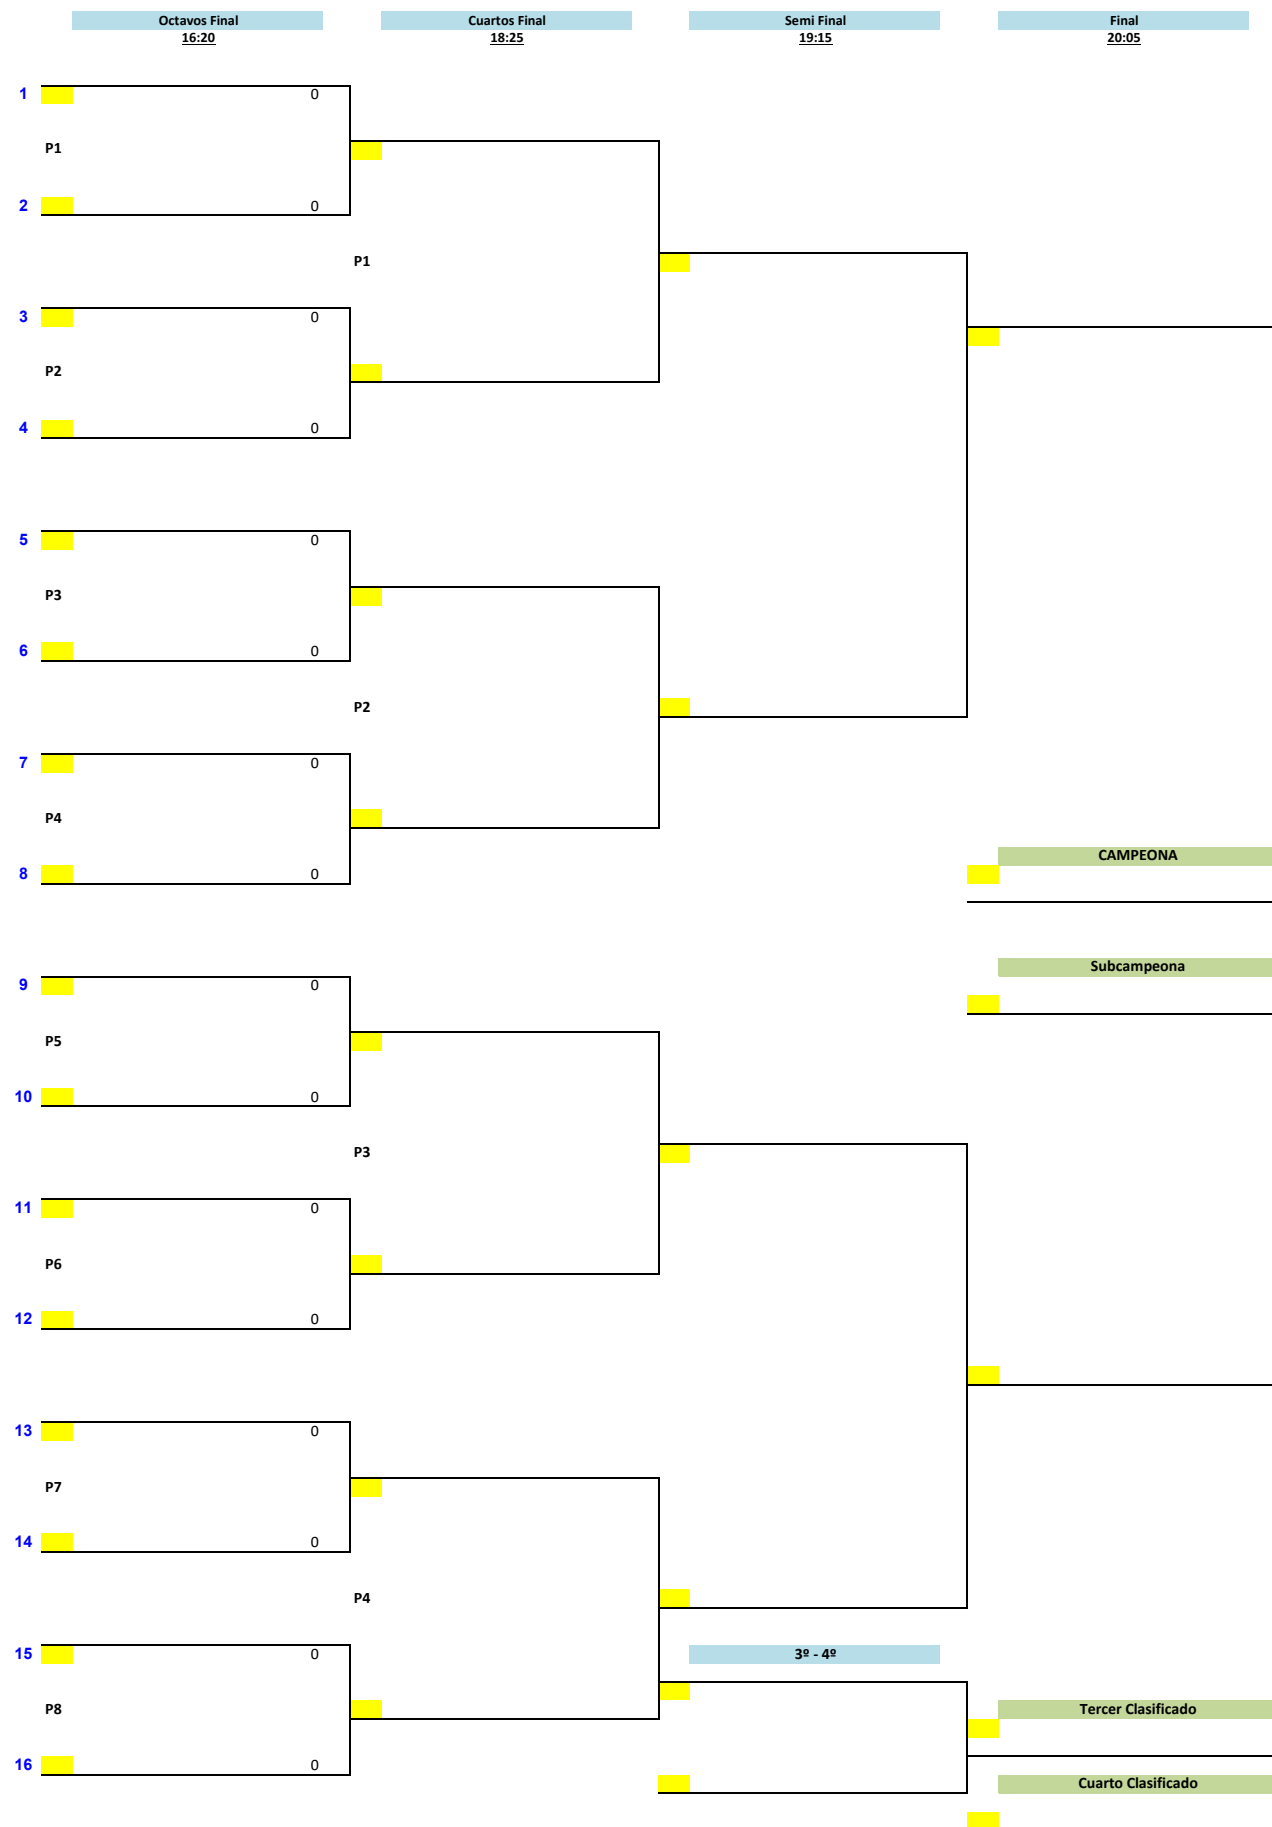 Octavos Final Cuartos Final Semi Final Final
16:20 18:25 19:15 20:05
1 0
P1
2 0
P1
3 0
P2
4 0
5 0
P3
6 0
P2
7 0
P4
CAMPEONA
8 0
Subcampeona
9 0
P5
10 0
P3
11 0
P6
12 0
13 0
P7
14 0
P4
15 0 3º - 4º
P8 Tercer Clasificado
16 0
Cuarto Clasificado